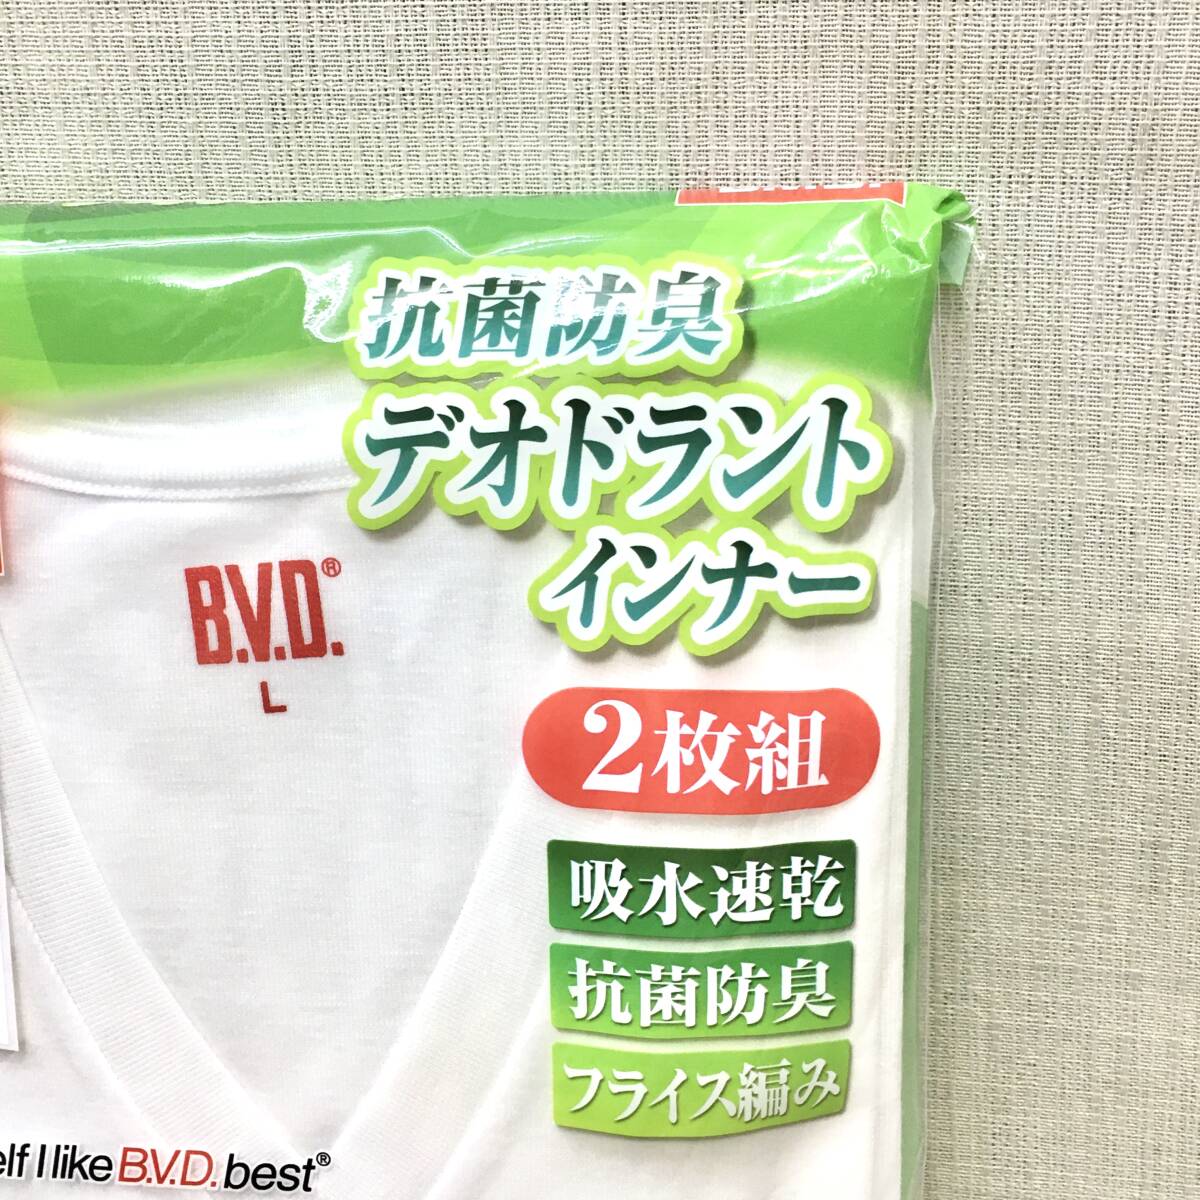 抗菌防臭
デオドラント
インナー
B.V.D.®
L
2枚組
吸水速乾
抗菌防臭
フライス編み
I like B.V.D. best®